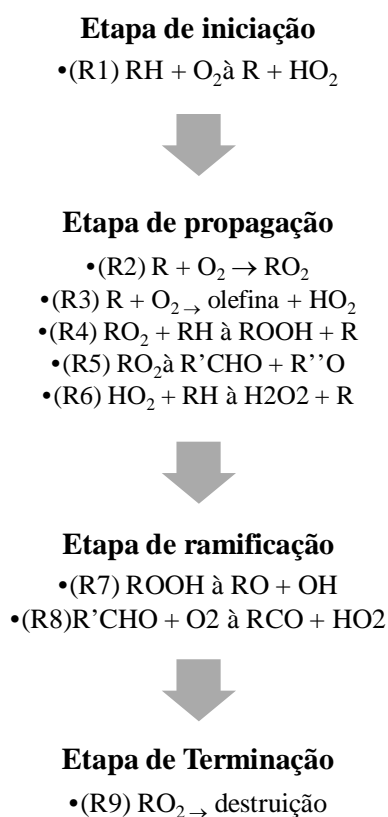 Etapa de iniciação
•(R1) RH + O₂à R + HO₂
Etapa de propagação
•(R2) R + O₂ → RO₂
•(R3) R + O₂ → olefina + HO₂
•(R4) RO₂ + RH à ROOH + R
•(R5) RO₂à R’CHO + R’’O
•(R6) HO₂ + RH à H2O2 + R
Etapa de ramificação
•(R7) ROOH à RO + OH
•(R8)R’CHO + O2 à RCO + HO2
Etapa de Terminação
•(R9) RO₂ → destruição